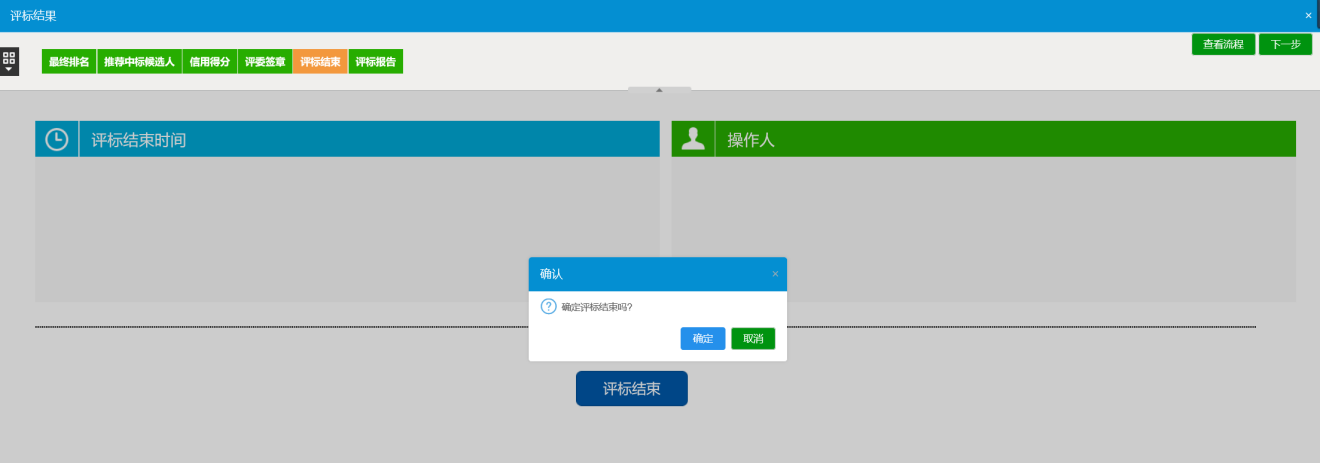 评标结果
×
查看流程 下一步
最终排名 推荐中标候选人 信用得分 评委签章 评标结束 评标报告
评标结束时间
操作人
确认
×
? 确定评标结束吗?
确定 取消
评标结束